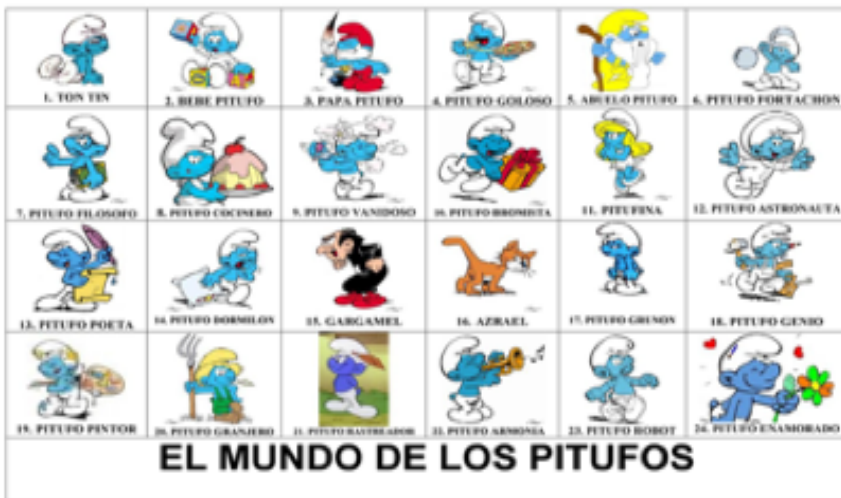 1. TON TIN
2. BEBE PITUFO
3. PAPA PITUFO
4. PITUFO GOLOSO
5. ABUELO PITUFO
6. PITUFO FORTACHON
7. PITUFO FILOSOFO
8. PITUFO COCINERO
9. PITUFO VANIDOSO
10. PITUFO BROMISTA
11. PITUFINA
12. PITUFO ASTRONAUTA
13. PITUFO POETA
14. PITUFO DORMILON
15. GARGAMEL
16. AZRAEL
17. PITUFO GRUÑON
18. PITUFO GENIO
19. PITUFO PINTOR
20. PITUFO GRANJERO
21. PITUFO RASTREADOR
22. PITUFO ARMONIA
23. PITUFO ROBOT
24. PITUFO ENAMORADO
EL MUNDO DE LOS PITUFOS